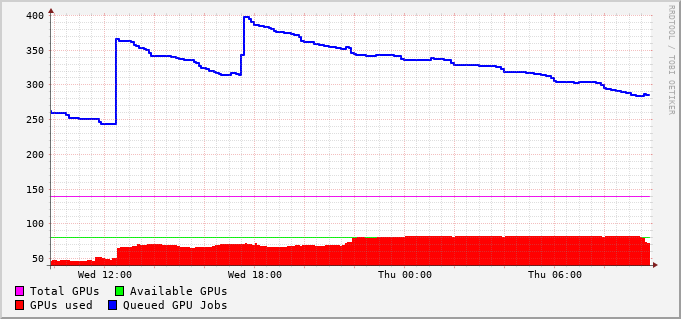 400
350
300
250
200
150
100
50
Wed 12:00 Wed 18:00 Thu 00:00 Thu 06:00
Total GPUs Available GPUs
GPUs used Queued GPU Jobs
RRDTOOL / TOBI OETIKER